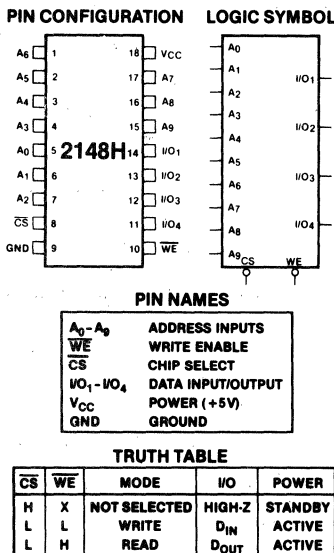 PIN CONFIGURATION LOGIC SYMBOL
A6 1 18 VCC
A5 2 17 A7
A4 3 16 A8
A3 4 15 A9
A0 5 2148H 14 I/O1
A1 6 13 I/O2
A2 7 12 I/O3
CS 8 11 I/O4
GND 9 10 WE
A0
A1
I/O1
A2
A3
I/O2
A4
A5
I/O3
A6
A7
I/O4
A8
A9 CS WE
PIN NAMES
A0-A9 ADDRESS INPUTS
WE WRITE ENABLE
CS CHIP SELECT
I/O1-I/O4 DATA INPUT/OUTPUT
VCC POWER (+5V)
GND GROUND
TRUTH TABLE
CS WE MODE I/O POWER
H X NOT SELECTED HIGH-Z STANDBY
L L WRITE DIN ACTIVE
L H READ DOUT ACTIVE